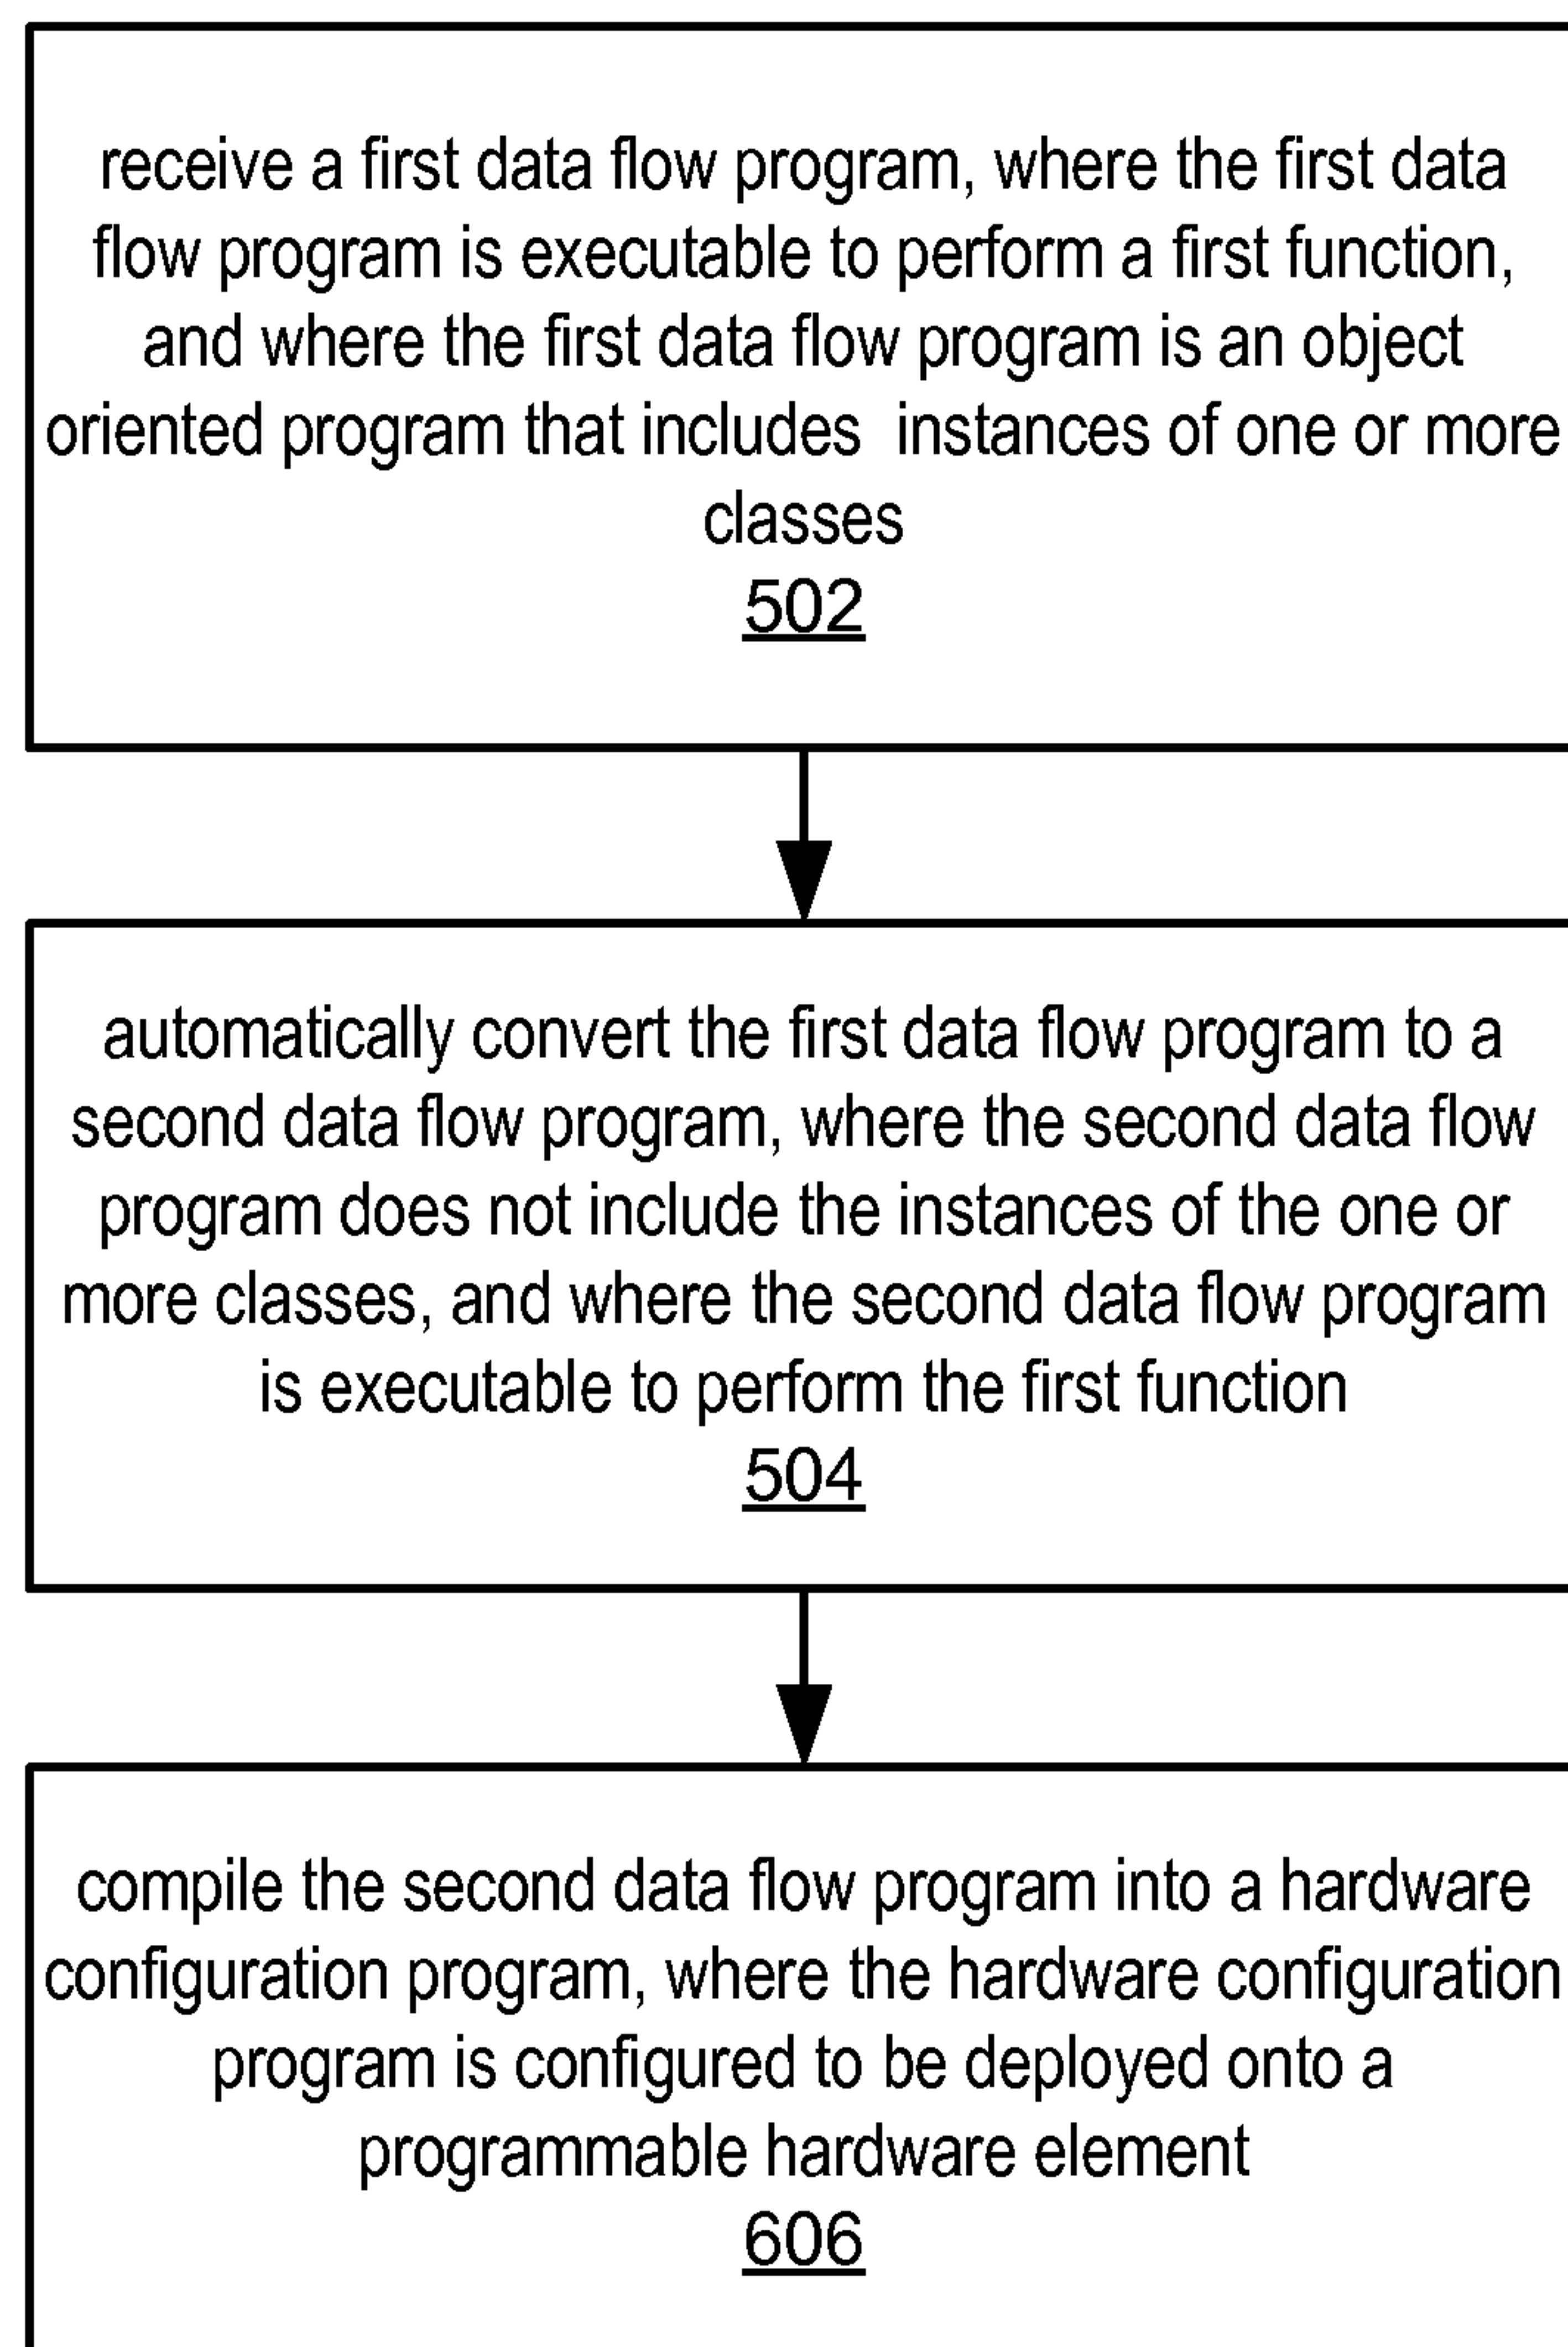 receive a first data flow program, where the first data
flow program is executable to perform a first function,
and where the first data flow program is an object
oriented program that includes  instances of one or more
classes
502
automatically convert the first data flow program to a
second data flow program, where the second data flow
program does not include the instances of the one or
more classes, and where the second data flow program
is executable to perform the first function
504
compile the second data flow program into a hardware
configuration program, where the hardware configuration
program is configured to be deployed onto a
programmable hardware element
606